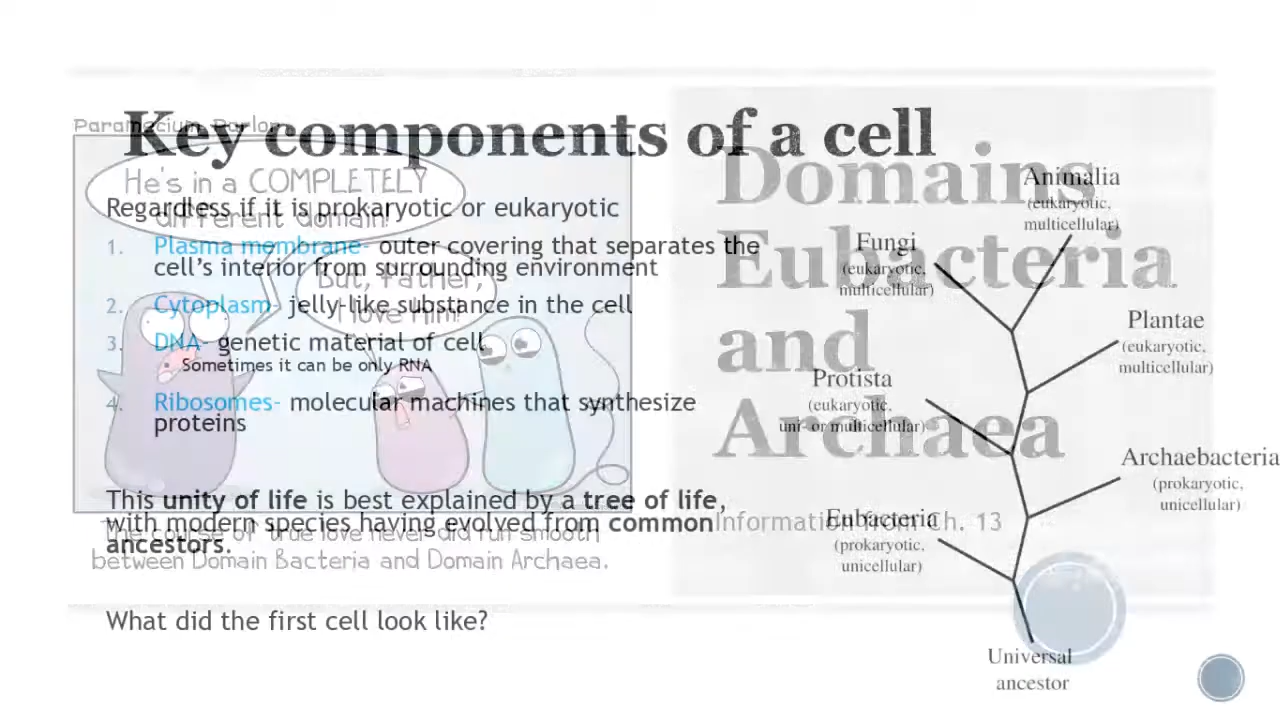 Key components of a cell
Regardless if it is prokaryotic or eukaryotic
1. Plasma membrane- outer covering that separates the
cell’s interior from surrounding environment
2. Cytoplasm- jelly-like substance in the cell
3. DNA- genetic material of cell
Sometimes it can be only RNA
4. Ribosomes- molecular machines that synthesize
proteins
This unity of life is best explained by a tree of life,
with modern species having evolved from common
ancestors.
What did the first cell look like?
Animalia
(eukaryotic,
multicellular)
Fungi
(eukaryotic,
multicellular)
Plantae
(eukaryotic,
multicellular)
Protista
(eukaryotic,
uni- or multicellular)
Archaebacteria
(prokaryotic,
unicellular)
Eubacteria
(prokaryotic,
unicellular)
Universal
ancestor
Paramecium Parlor
He's in a COMPLETELY
different domain!
But, Father,
I love him!
The course of true love never did run smooth
between Domain Bacteria and Domain Archaea.
Domains
Eubacteria
and
Archaea
Information from Ch. 13